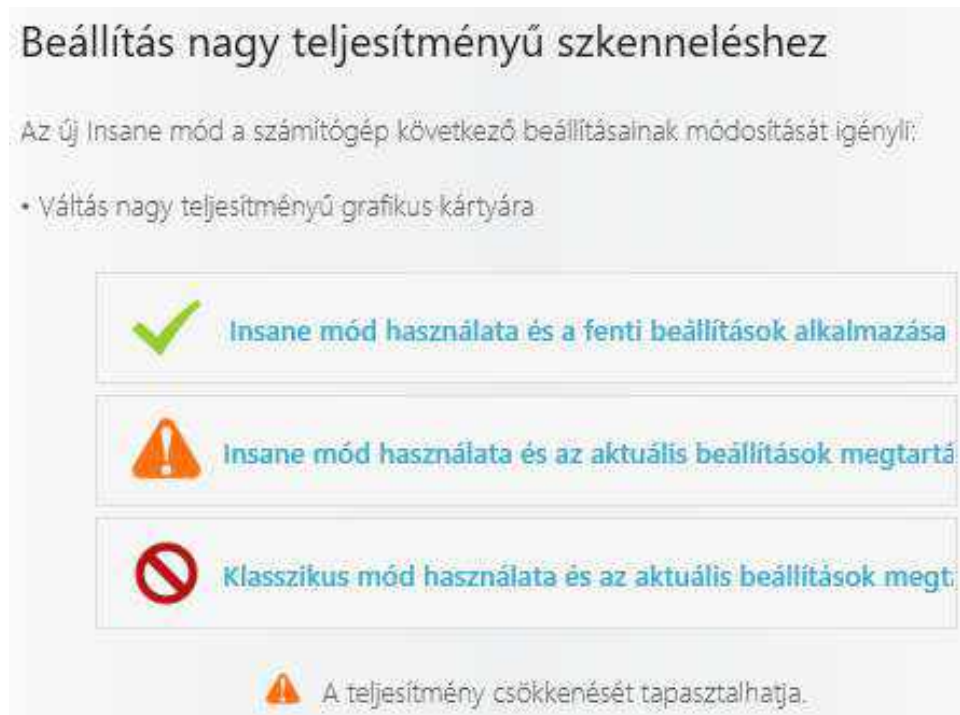 Beállítás nagy teljesítményű szkenneléshez
Az új Insane mód a számítógép következő beállításainak módosítását igényli:
• Váltás nagy teljesítményű grafikus kártyára
Insane mód használata és a fenti beállítások alkalmazása
Insane mód használata és az aktuális beállítások megtartá
Klasszikus mód használata és az aktuális beállítások megt
A teljesítmény csökkenését tapasztalhatja.